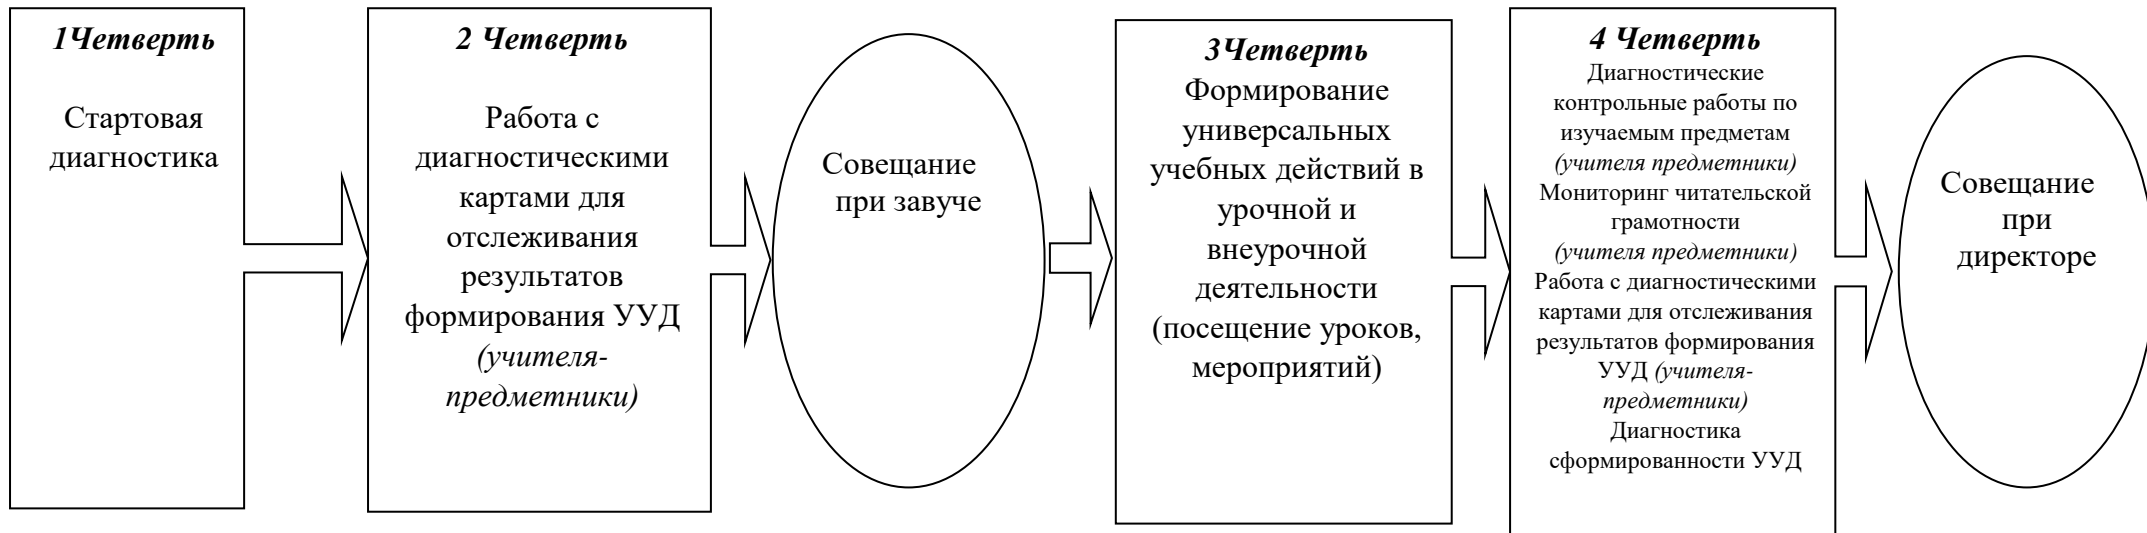 1Четверть
Стартовая
диагностика
2 Четверть
Работа с
диагностическими
картами для
отслеживания
результатов
формирования УУД
(учителя-
предметники)
Совещание
при завуче
3Четверть
Формирование
универсальных
учебных действий в
урочной и
внеурочной
деятельности
(посещение уроков,
мероприятий)
4 Четверть
Диагностические
контрольные работы по
изучаемым предметам
(учителя предметники)
Мониторинг читательской
грамотности
(учителя предметники)
Работа с диагностическими
картами для отслеживания
результатов формирования
УУД (учителя-
предметники)
Диагностика
сформированности УУД
Совещание
при
директоре